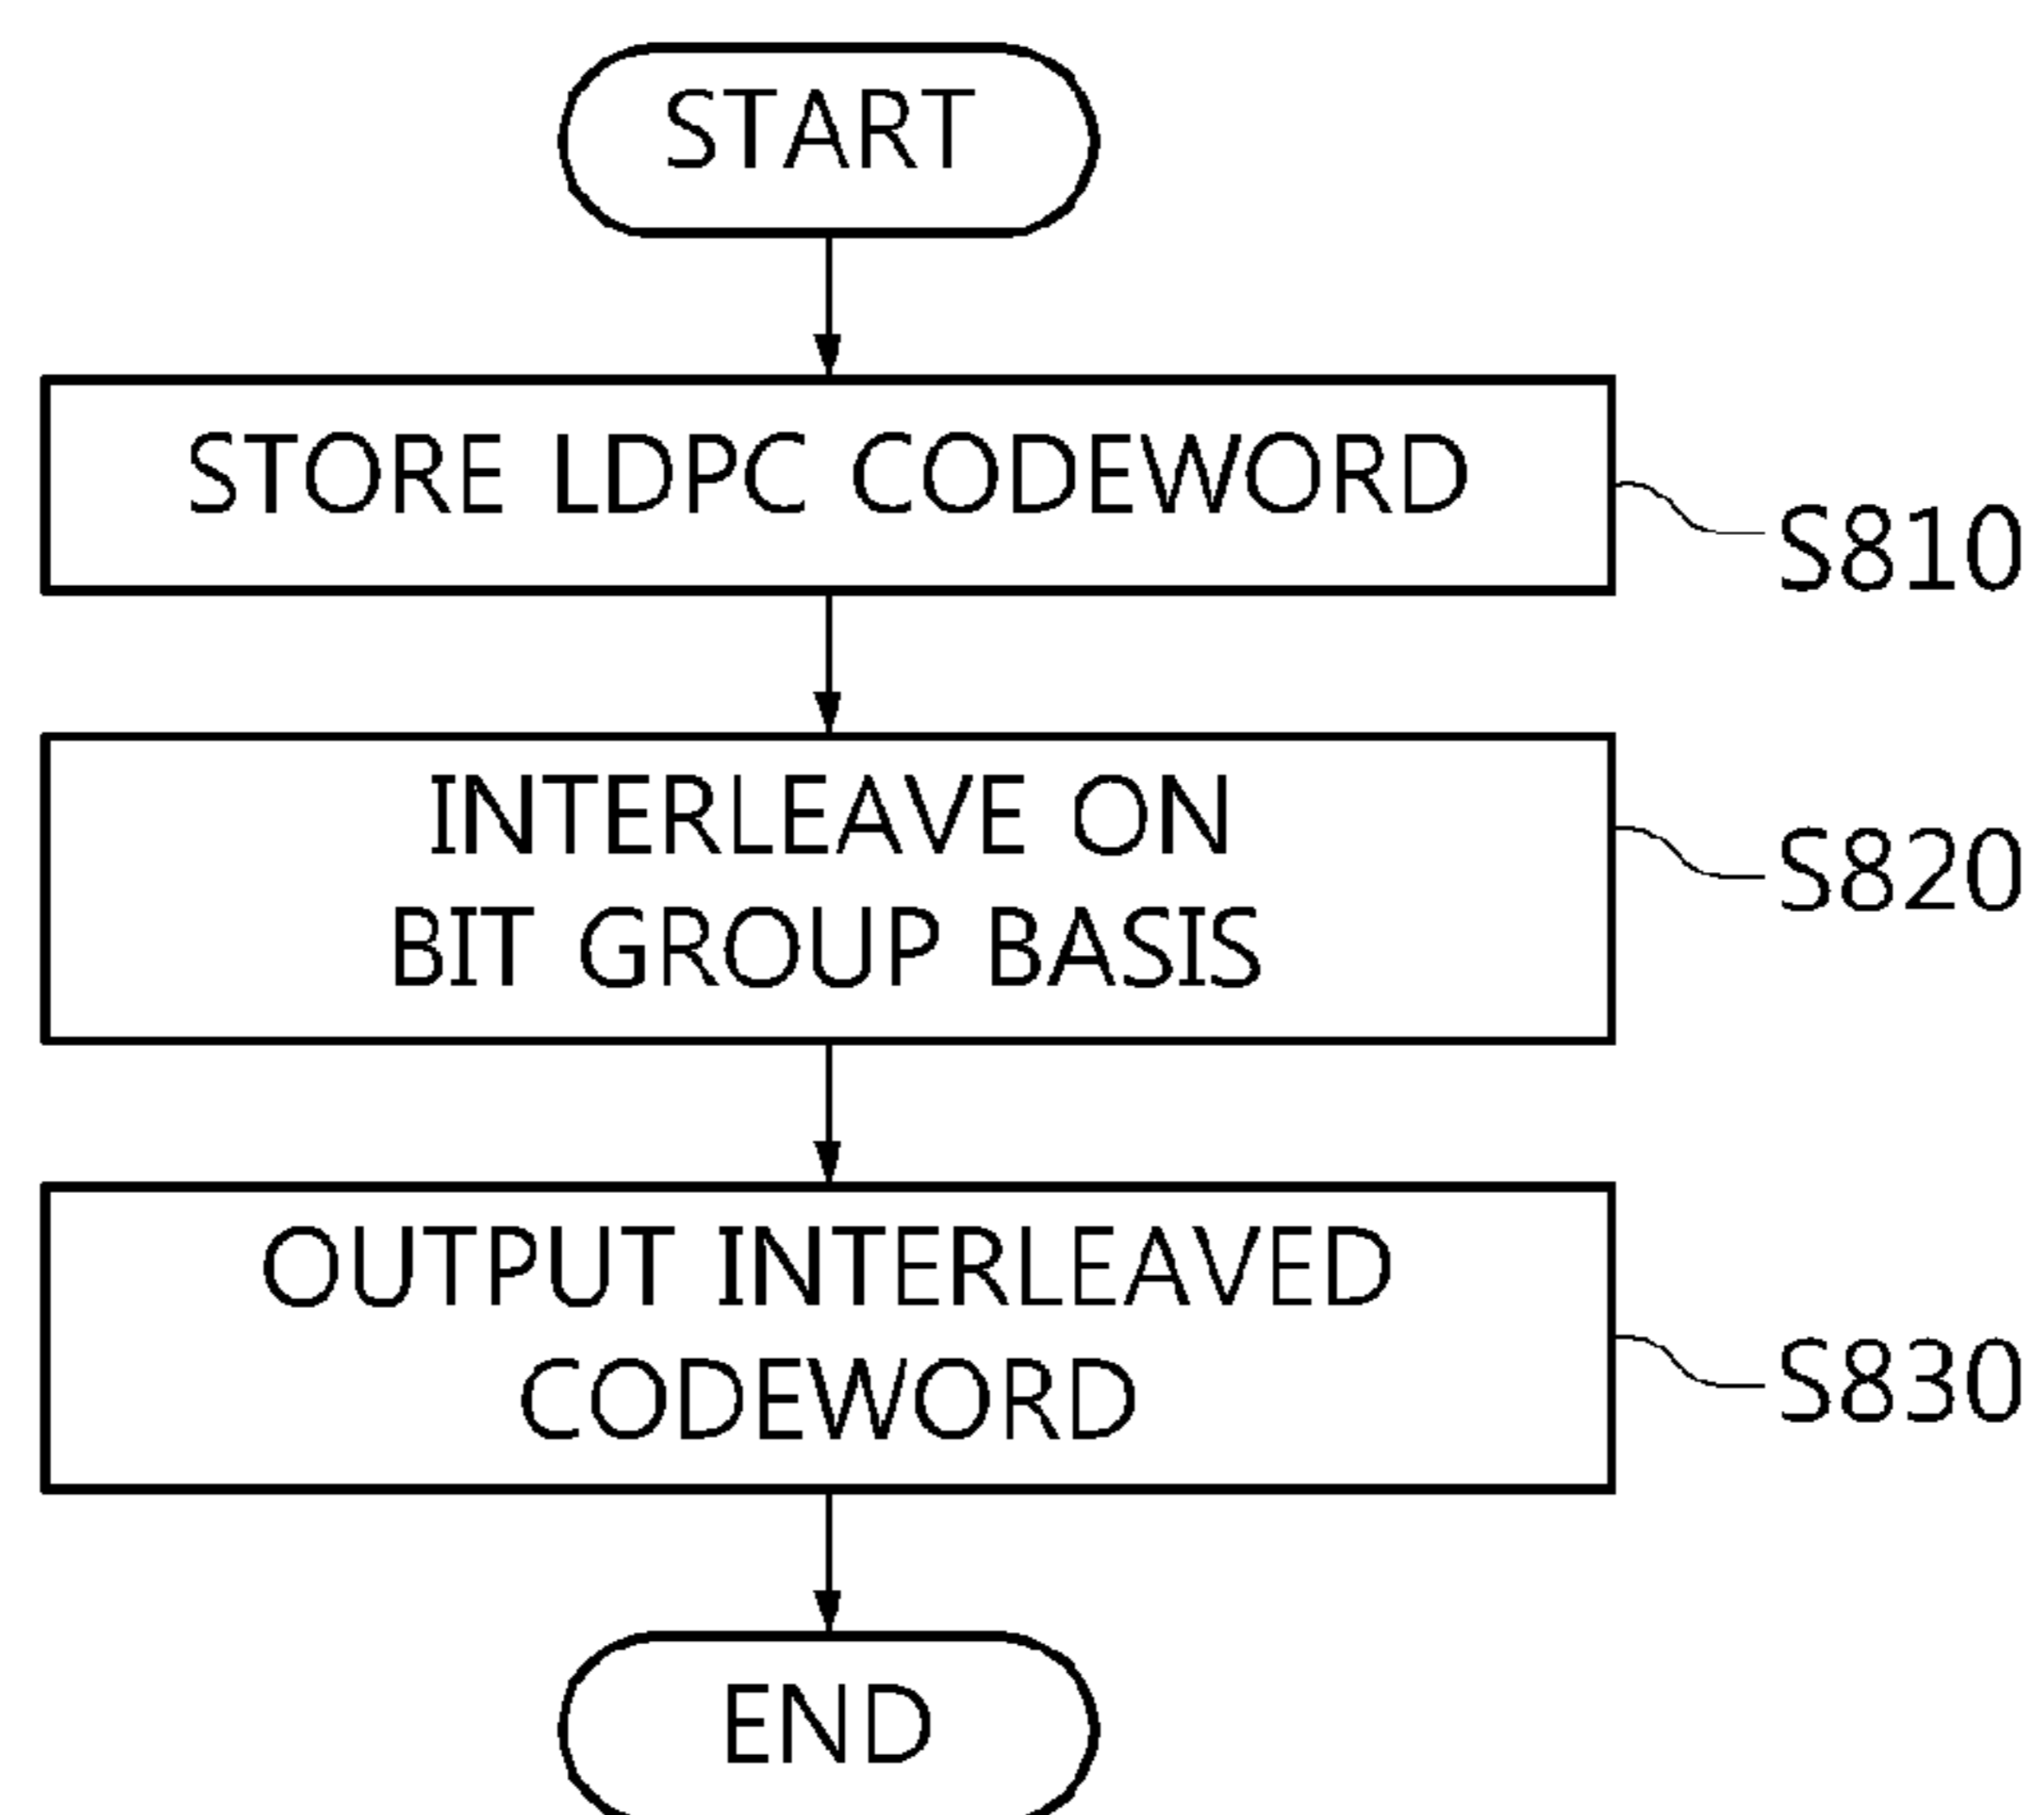 START
STORE LDPC CODEWORD
S810
INTERLEAVE ON
BIT GROUP BASIS
S820
OUTPUT INTERLEAVED
CODEWORD
S830
END